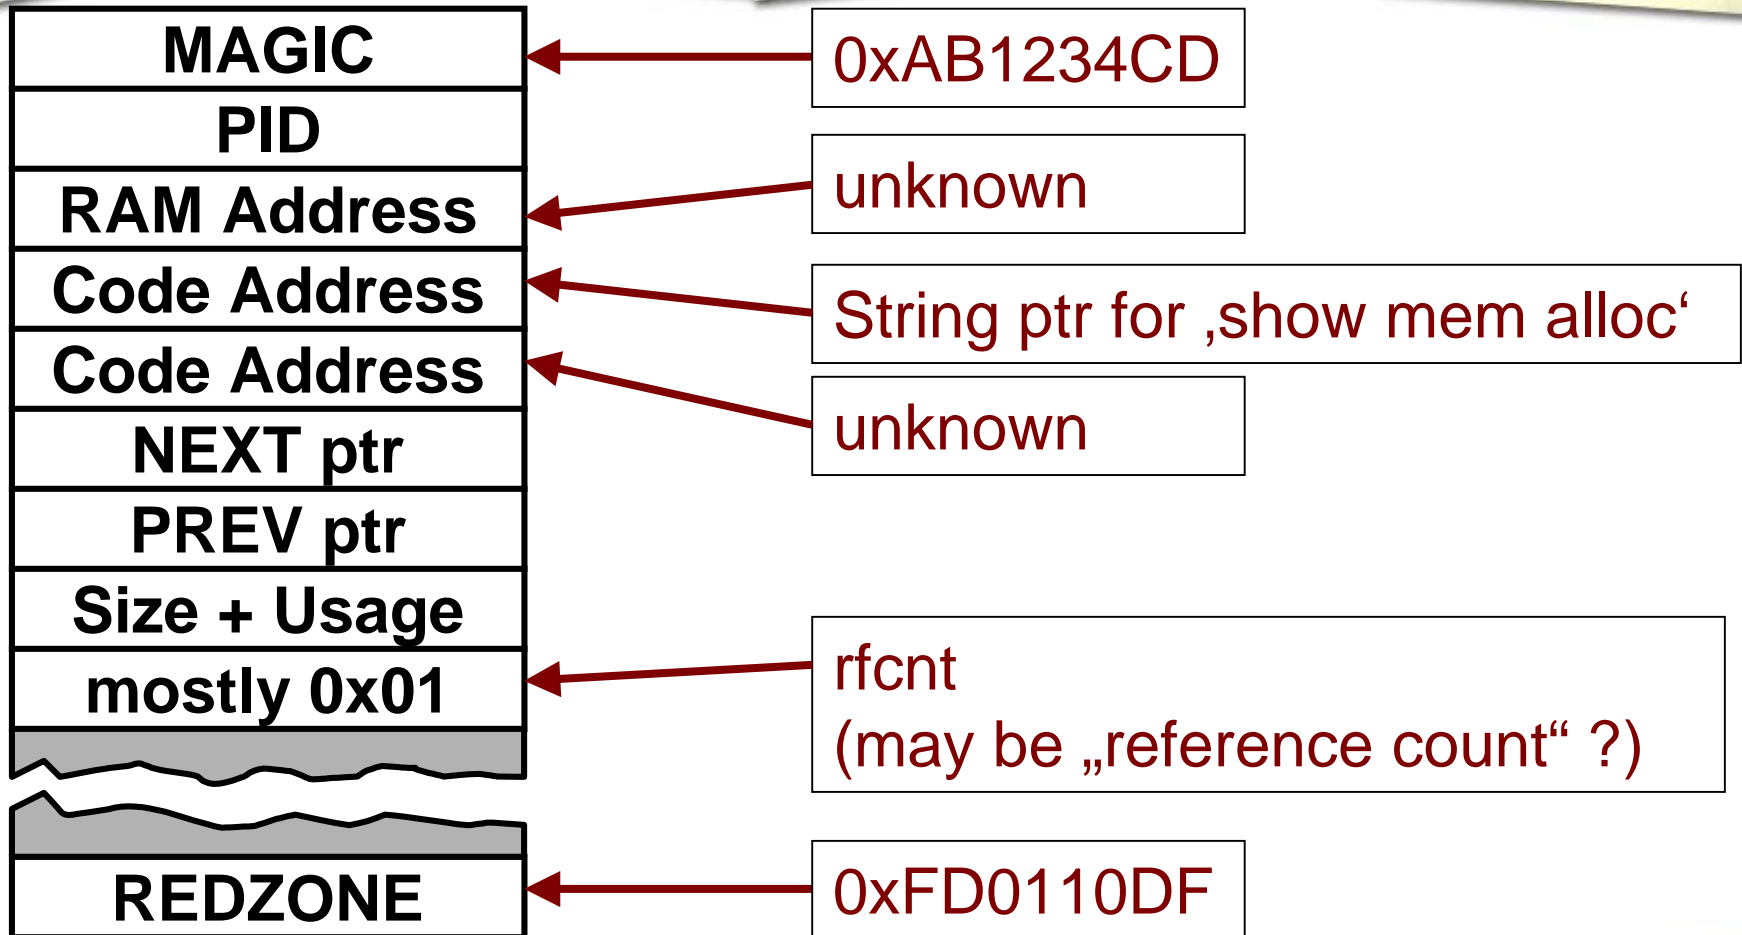 MAGIC
0xAB1234CD
PID
RAM Address
unknown
Code Address
String ptr for ‚show mem alloc‘
Code Address
unknown
NEXT ptr
PREV ptr
Size + Usage
mostly 0x01
rfcnt
(may be „reference count“ ?)
REDZONE
0xFD0110DF